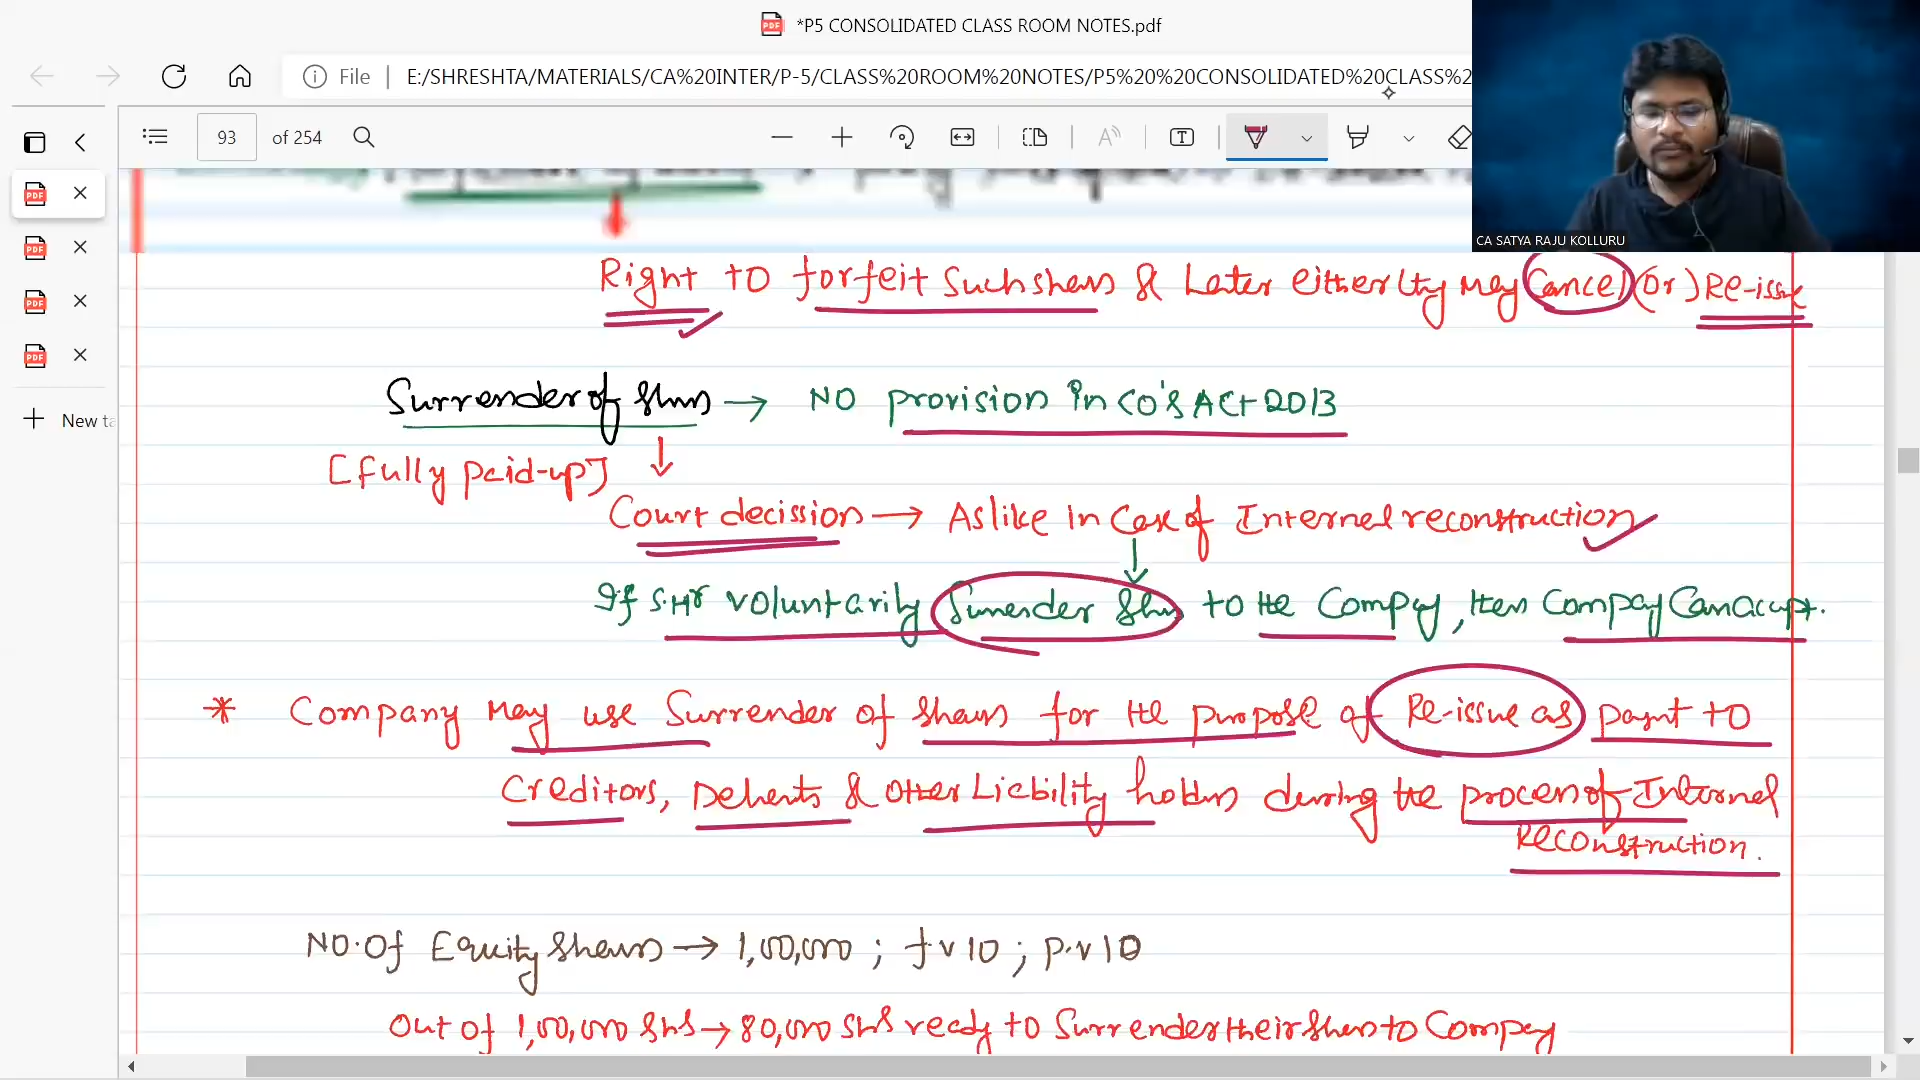 *P5 CONSOLIDATED CLASS ROOM NOTES.pdf
File | E:/SHRESHTA/MATERIALS/CA%20INTER/P-5/CLASS%20ROOM%20NOTES/P5%20%20CONSOLIDATED%20CLASS%2
93 of 254
CA SATYA RAJU KOLLURU
New ta
Right to forfeit Such shares & Later either they may Cancel (Or) Re-issue
Surrender of Shares → NO provision in CO'S ACT 2013
[fully paid-up]
Court decission → As like in Case of Internal reconstruction
If S.Hr voluntarily Surrender Shrs to the Company, then Company Can accept.
* Company May use Surrender of shares for the purpose of Re-issue as paymt to
Creditors, Debents & other Liability holders during the process of Internal
Reconstruction.
NO. Of Equity Shares → 1,00,000 ; f.v 10 ; p.v 10
Out of 1,00,000 shs → 80,000 shs ready to Surrender their shares to Company